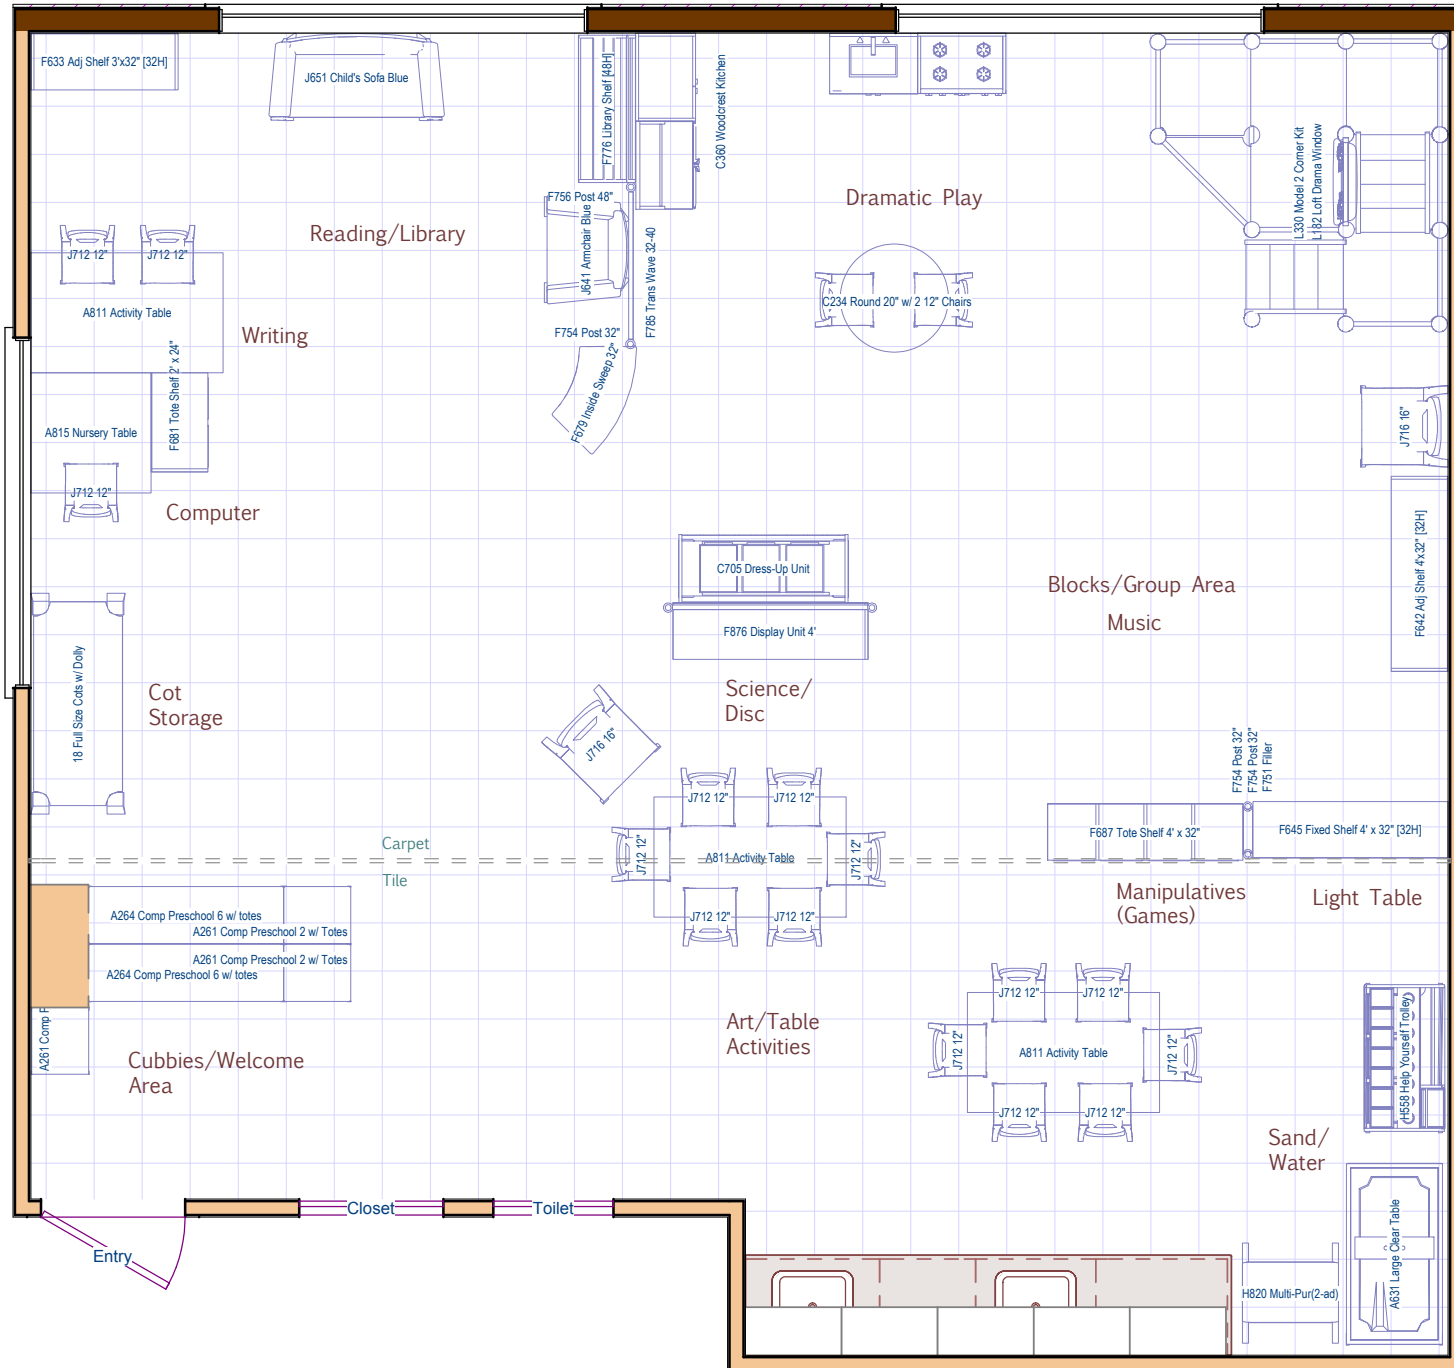 F633 Adj Shelf 3'x32" [32H]
J651 Child's Sofa Blue
F776 Library Shelf [48H]
C360 Woodcrest Kitchen
L330 Model 2 Corner Kit
L182 Loft Drama Window
Dramatic Play
F756 Post 48"
J641 Armchair Blue
F785 Trans Wave 32-40
Reading/Library
J712 12"
J712 12"
A811 Activity Table
Writing
C234 Round 20" w/ 2 12" Chairs
F754 Post 32"
F679 Inside Sweep 32"
F681 Tote Shelf 2' x 24"
A815 Nursery Table
J712 12"
Computer
J716 16"
F642 Adj Shelf 4'x32" [32H]
C705 Dress-Up Unit
F876 Display Unit 4'
Blocks/Group Area
Music
18 Full Size Cots w/ Dolly
Cot
Storage
Science/
Disc
J716 16"
F754 Post 32"
F754 Post 32"
F751 Filler
J712 12"
J712 12"
J712 12"
A811 Activity Table
J712 12"
J712 12"
J712 12"
F687 Tote Shelf 4' x 32"
F645 Fixed Shelf 4' x 32" [32H]
Carpet
Tile
Manipulatives
(Games)
Light Table
A264 Comp Preschool 6 w/ totes
A261 Comp Preschool 2 w/ Totes
A261 Comp Preschool 2 w/ Totes
A264 Comp Preschool 6 w/ totes
A261 Comp
Cubbies/Welcome
Area
Art/Table
Activities
J712 12"
J712 12"
J712 12"
A811 Activity Table
J712 12"
J712 12"
J712 12"
H558 Help Yourself Trolley
Sand/
Water
Closet
Toilet
Entry
H820 Multi-Pur(2-ad)
A631 Large Clear Table